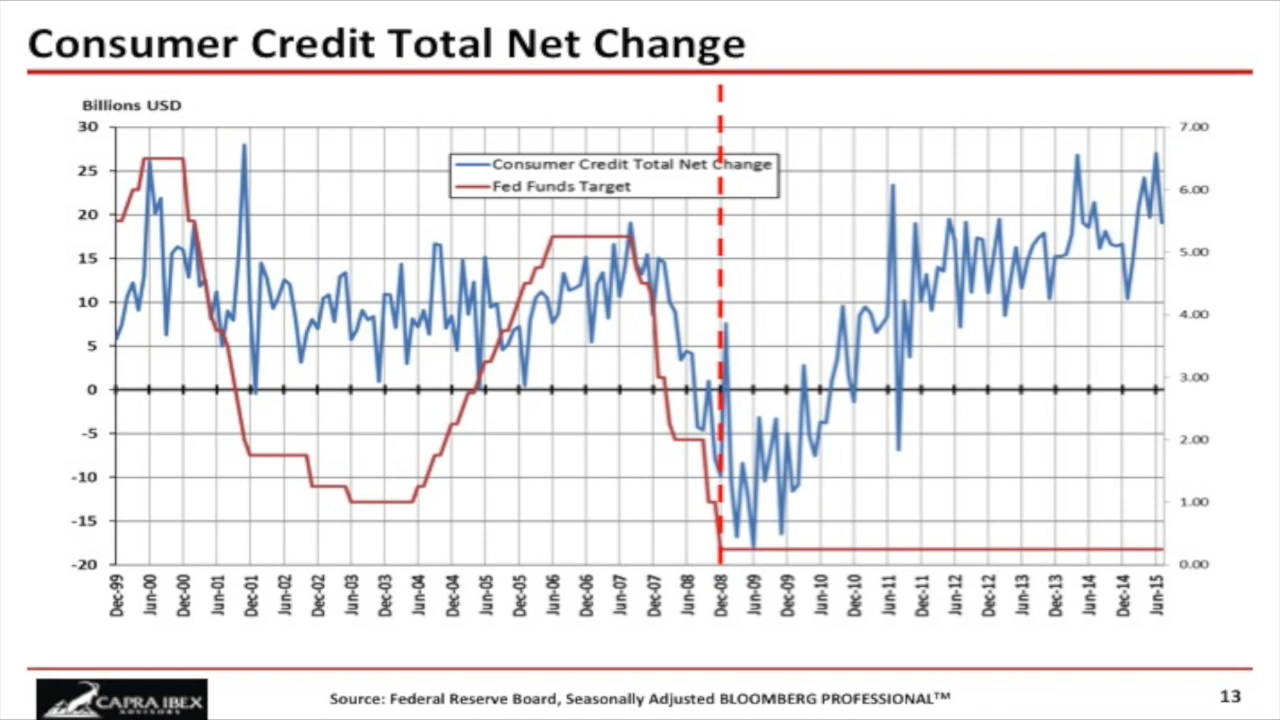 Consumer Credit Total Net Change
Billions USD
30
25
20
15
10
5
0
-5
-10
-15
-20
7.00
6.00
5.00
4.00
3.00
2.00
1.00
0.00
Consumer Credit Total Net Change
Fed Funds Target
Dec-99
Jun-00
Dec-00
Jun-01
Dec-01
Jun-02
Dec-02
Jun-03
Dec-03
Jun-04
Dec-04
Jun-05
Dec-05
Jun-06
Dec-06
Jun-07
Dec-07
Jun-08
Dec-08
Jun-09
Dec-09
Jun-10
Dec-10
Jun-11
Dec-11
Jun-12
Dec-12
Jun-13
Dec-13
Jun-14
Dec-14
Jun-15
CAPRA IBEX
ADVISORS
Source: Federal Reserve Board, Seasonally Adjusted BLOOMBERG PROFESSIONAL™
13